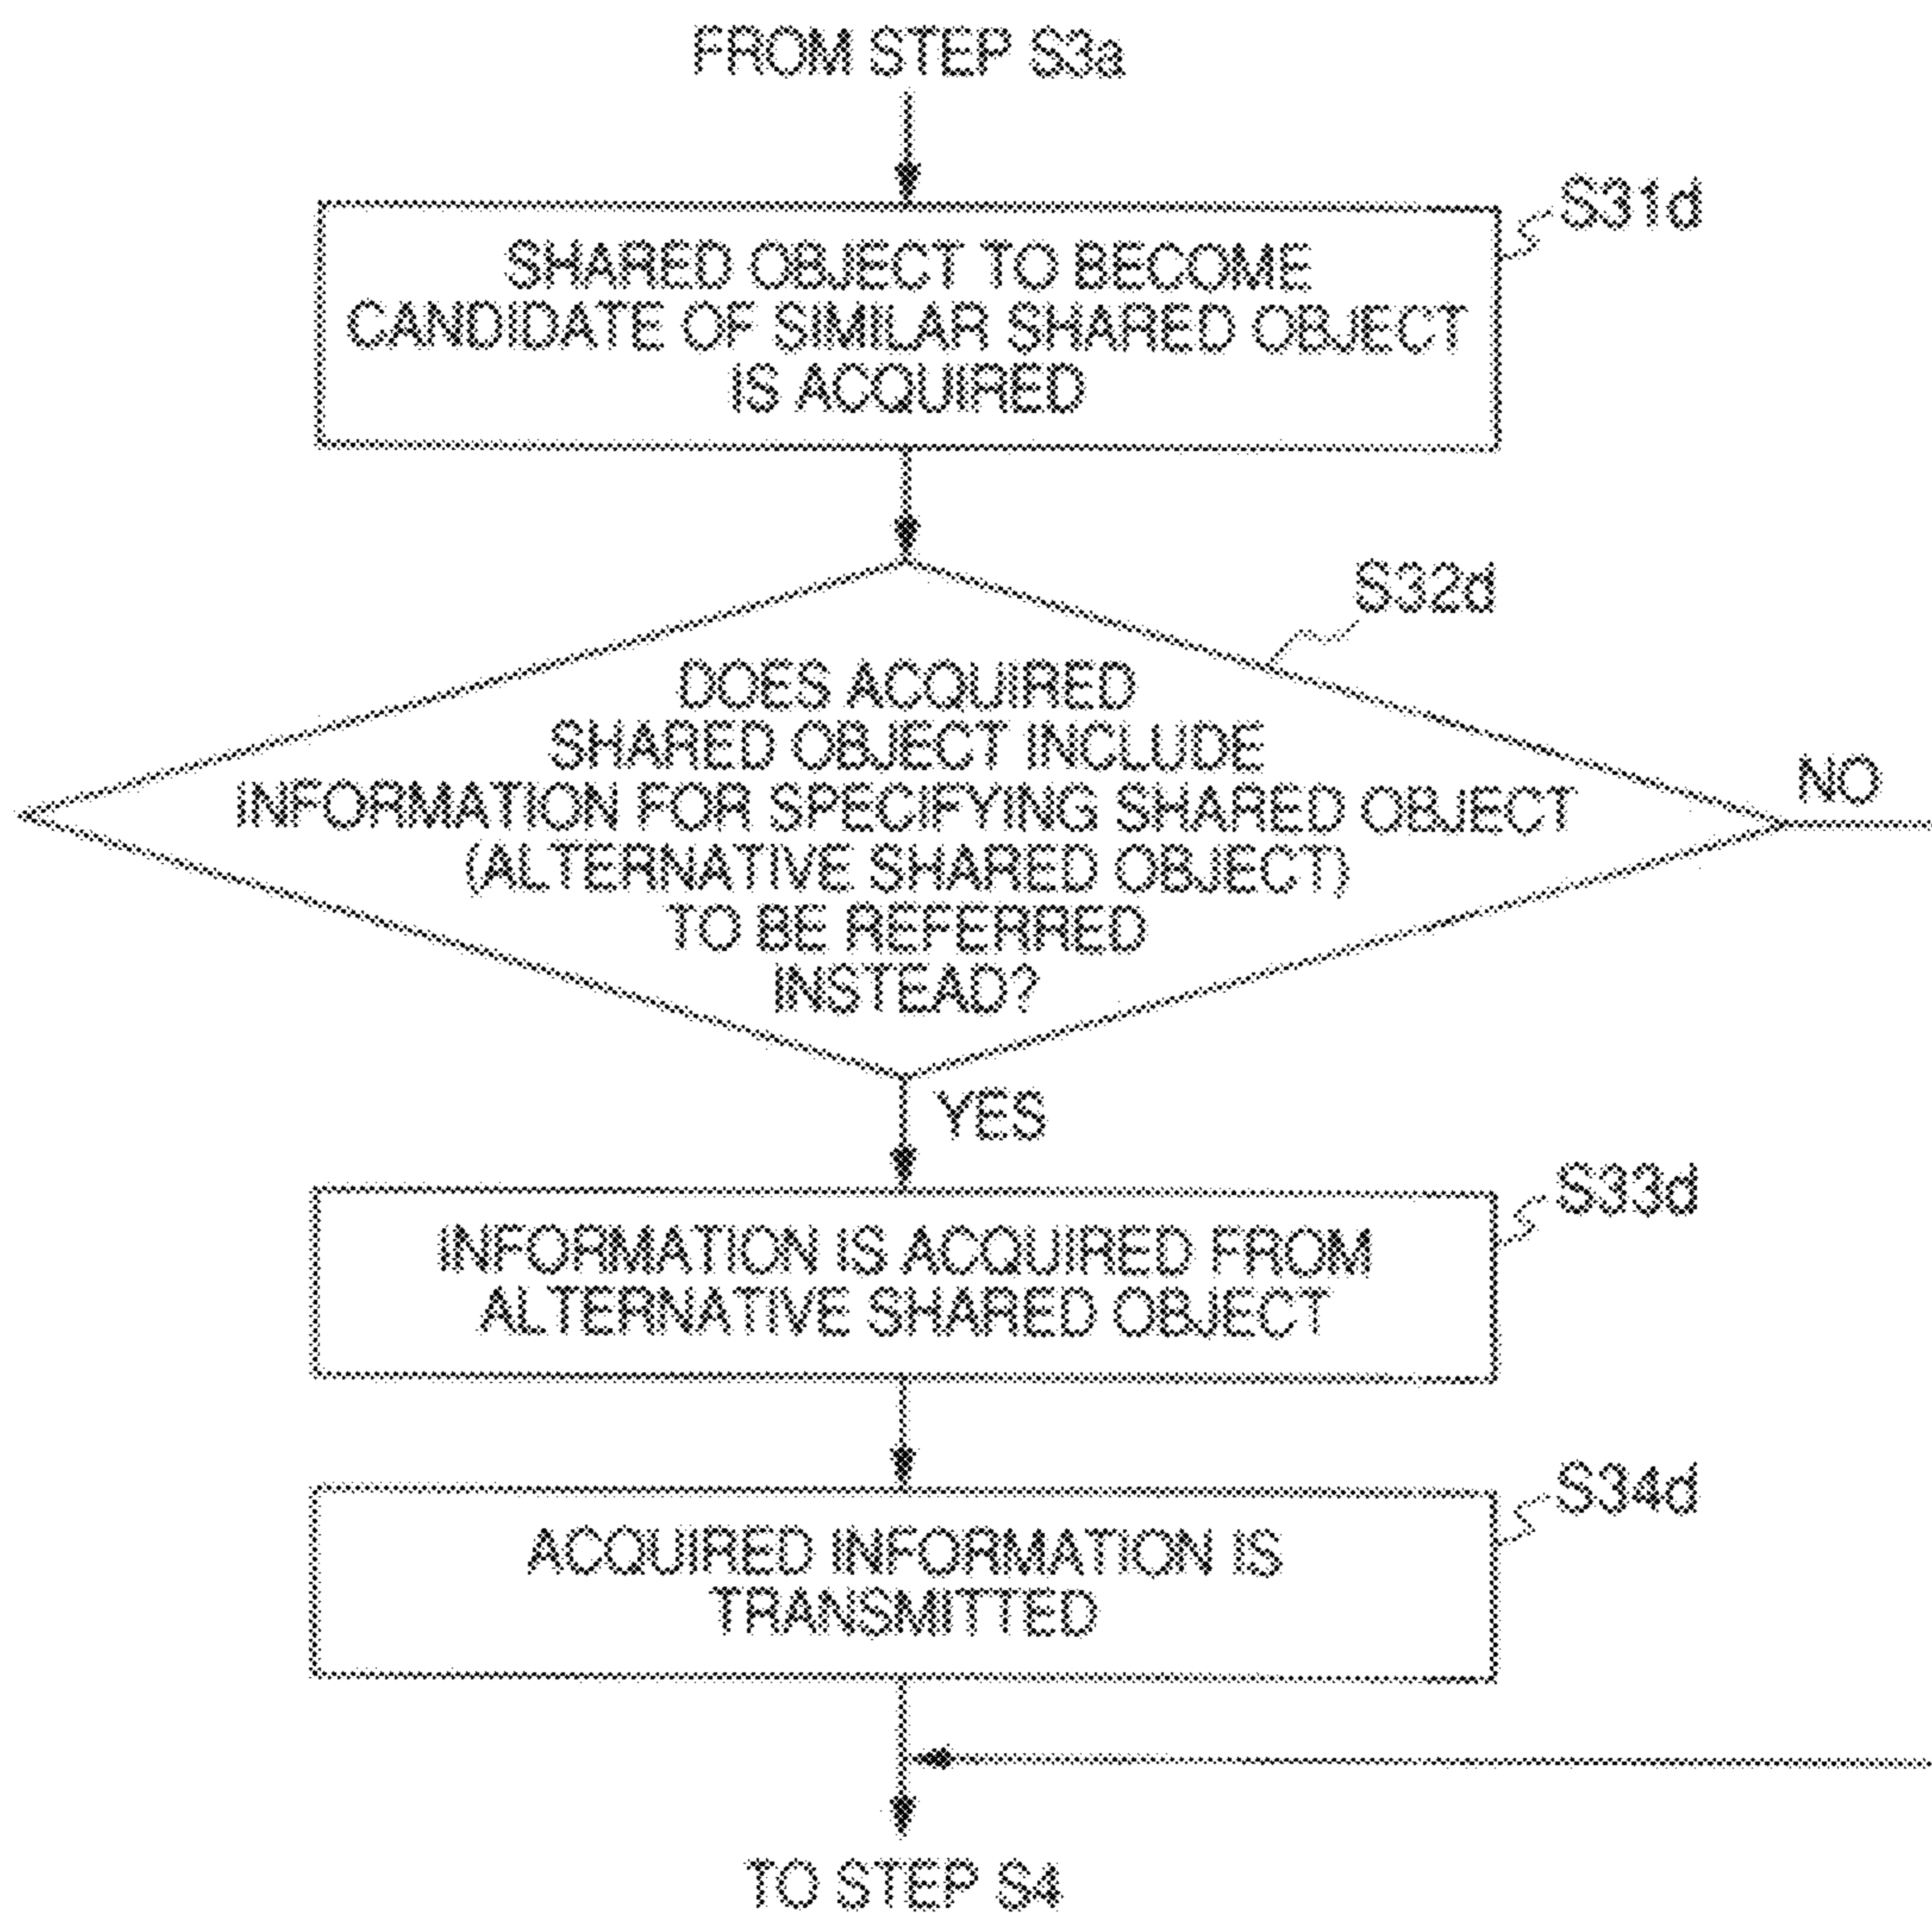 FROM STEP S3a
S31d
SHARED OBJECT TO BECOME
CANDIDATE OF SIMILAR SHARED OBJECT
IS ACQUIRED
S32d
DOES ACQUIRED
SHARED OBJECT INCLUDE
INFORMATION FOR SPECIFYING SHARED OBJECT
(ALTERNATIVE SHARED OBJECT)
TO BE REFERRED
INSTEAD?
NO
YES
S33d
INFORMATION IS ACQUIRED FROM
ALTERNATIVE SHARED OBJECT
S34d
ACQUIRED INFORMATION IS
TRANSMITTED
TO STEP S4